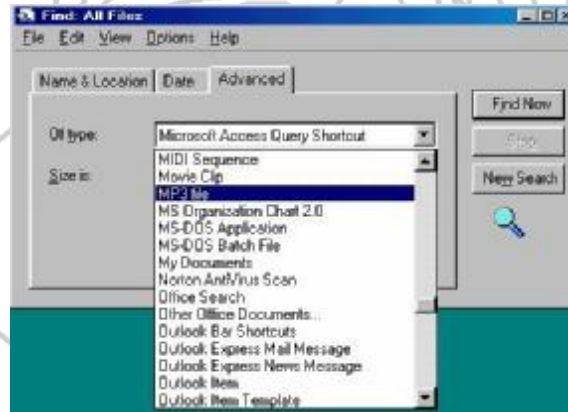 Find: All Files
File Edit View Options Help
Name & Location Date Advanced
Find Now
Of type: Microsoft Access Query Shortcut
Stop
MIDI Sequence
Size is: Movie Clip
New Search
MP3 file
MS Organization Chart 2.0
MS-DOS Application
MS-DOS Batch File
My Documents
Norton AntiVirus Scan
Office Search
Other Office Documents...
Outlook Bar Shortcuts
Outlook Express Mail Message
Outlook Express News Message
Outlook Item
Outlook Item Template